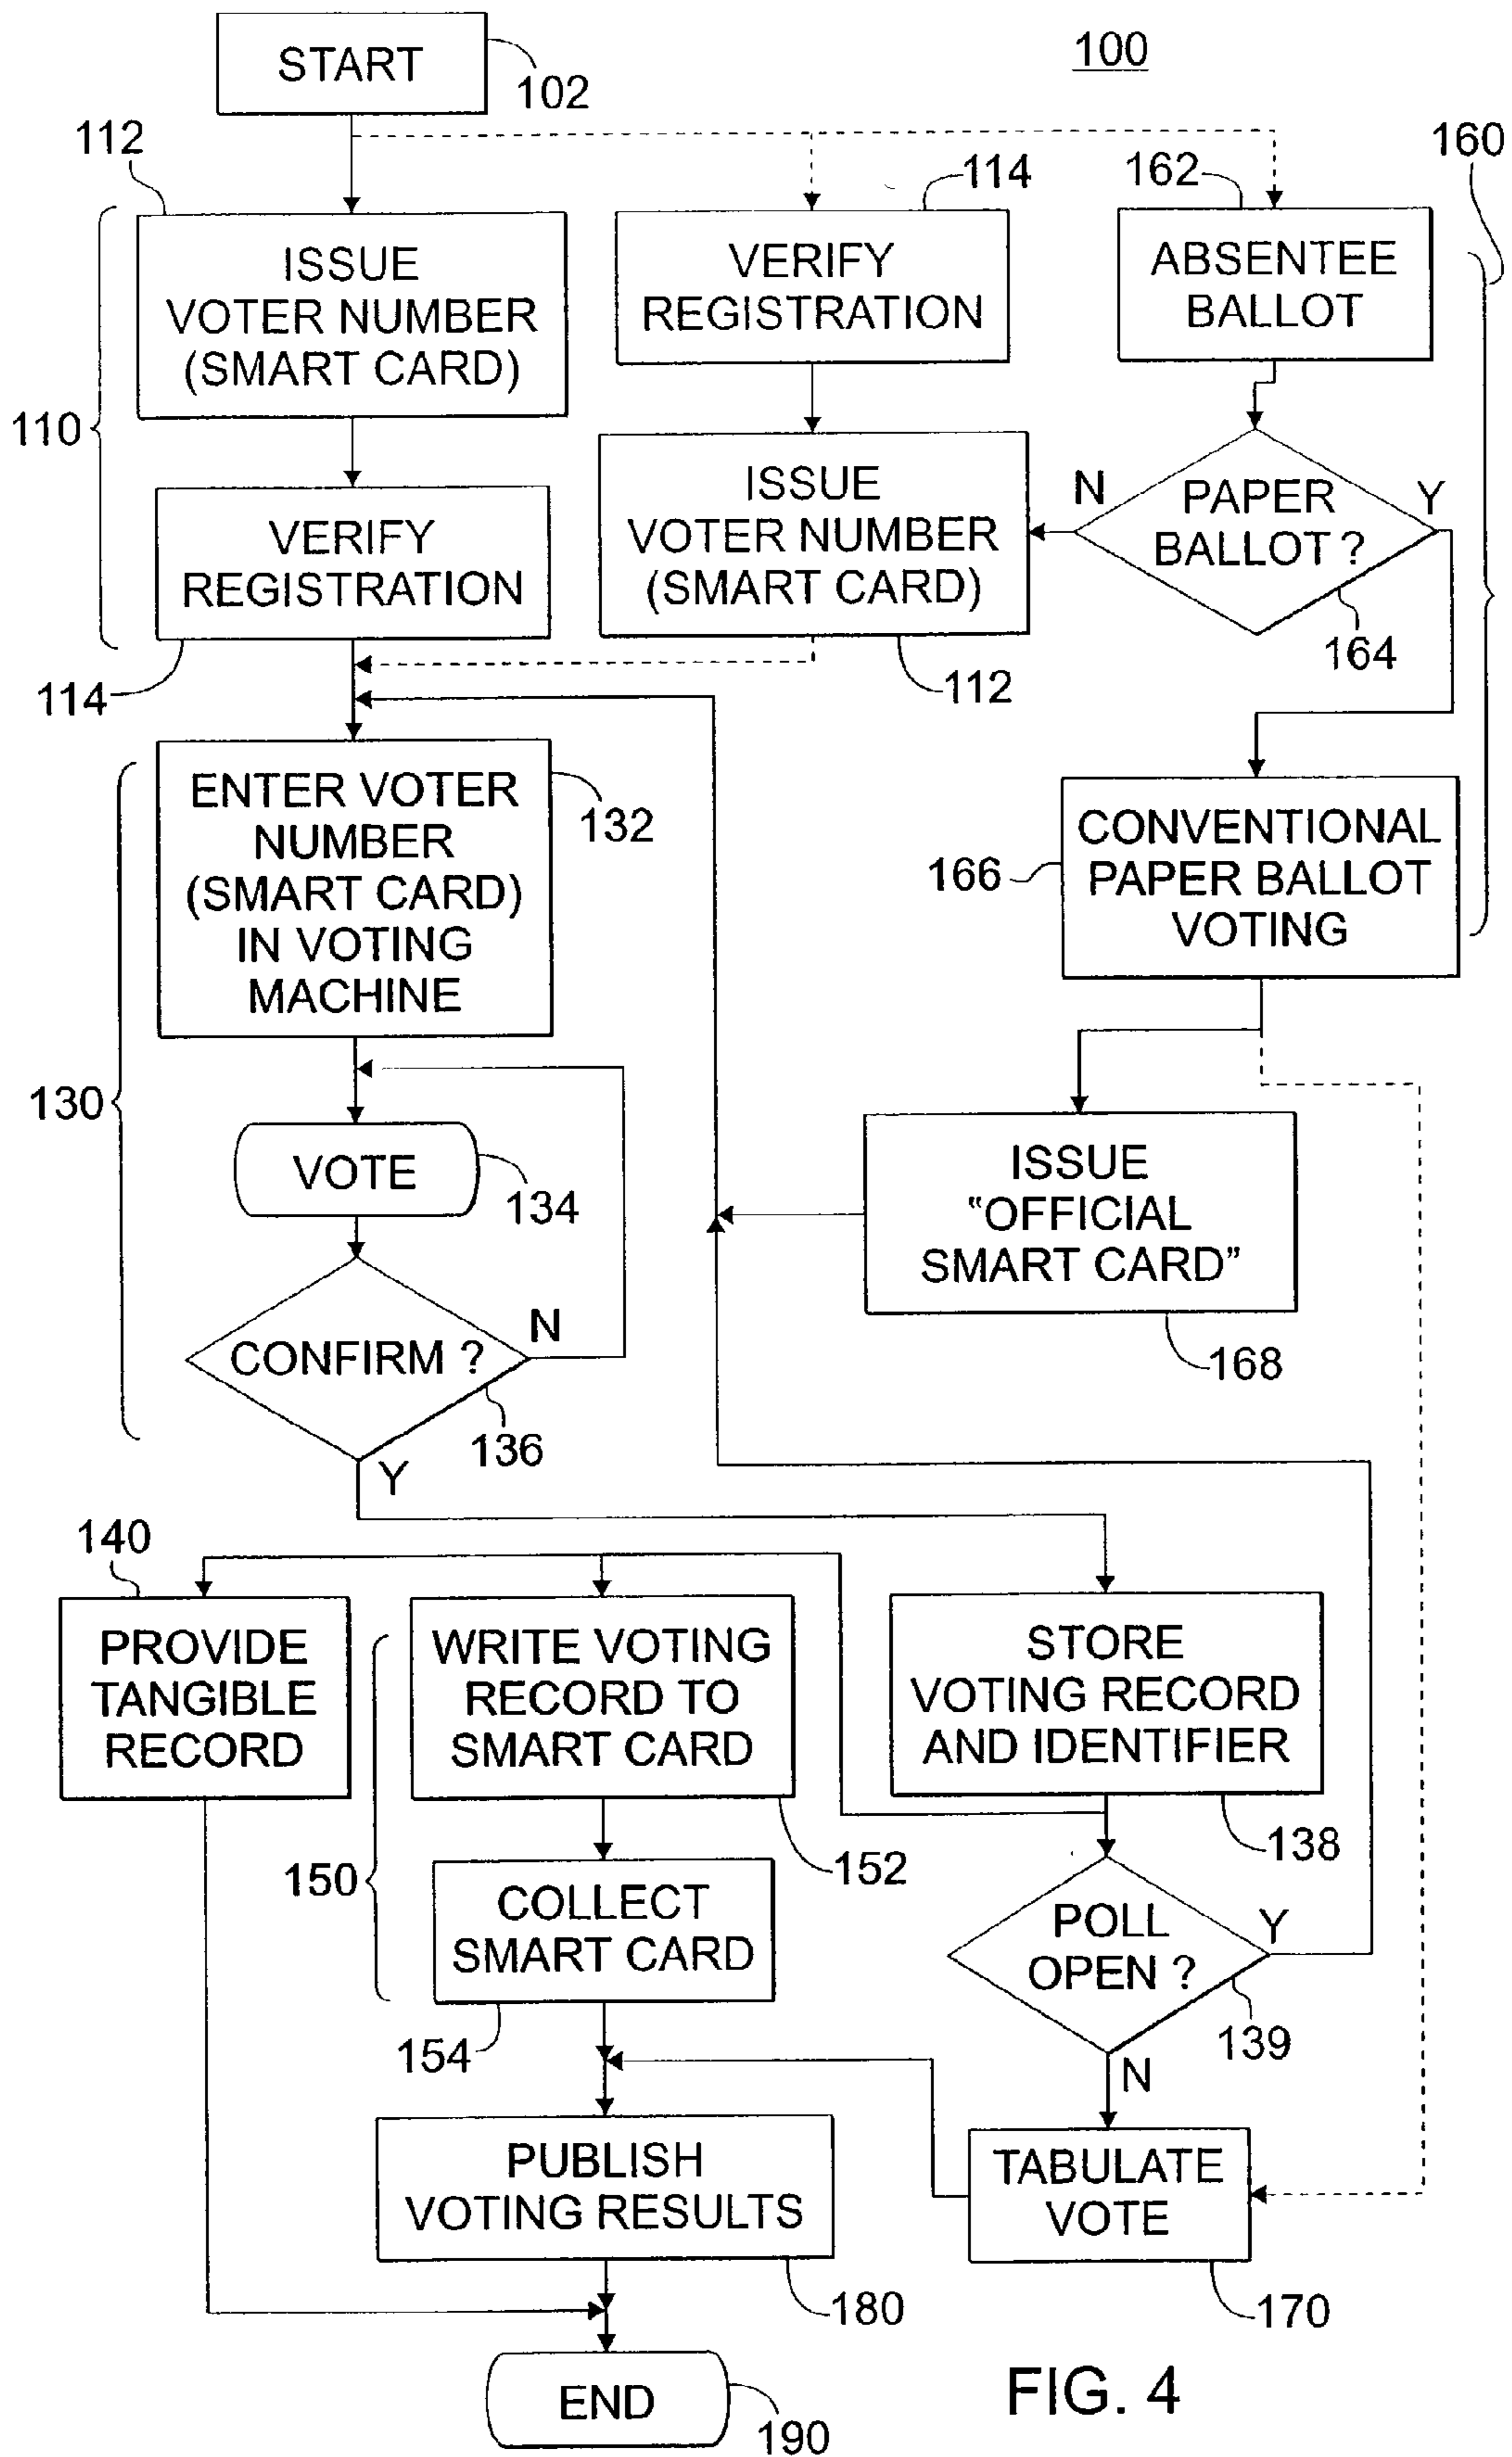 START
102
100
112
114
162
160
ISSUE
VOTER NUMBER
(SMART CARD)
VERIFY
REGISTRATION
ABSENTEE
BALLOT
110
VERIFY
REGISTRATION
114
ISSUE
VOTER NUMBER
(SMART CARD)
112
N
PAPER
BALLOT ?
Y
164
ENTER VOTER
NUMBER
(SMART CARD)
IN VOTING
MACHINE
132
166
CONVENTIONAL
PAPER BALLOT
VOTING
130
VOTE
134
ISSUE
"OFFICIAL
SMART CARD"
168
CONFIRM ?
N
136
Y
140
PROVIDE
TANGIBLE
RECORD
WRITE VOTING
RECORD TO
SMART CARD
STORE
VOTING RECORD
AND IDENTIFIER
138
150
152
COLLECT
SMART CARD
154
POLL
OPEN ?
Y
139
N
PUBLISH
VOTING RESULTS
180
TABULATE
VOTE
170
END
190
FIG. 4